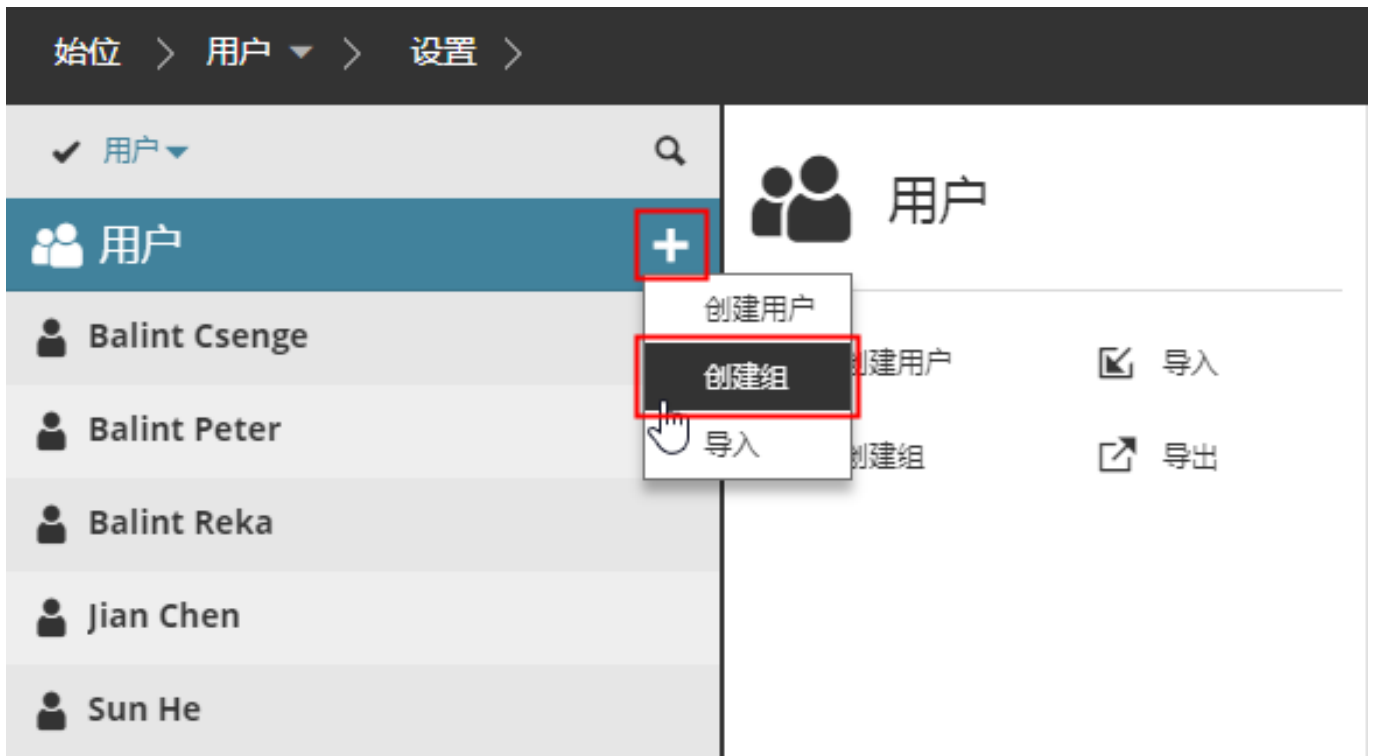 始位 > 用户 > 设置 >
用户
用户
Balint Csenge
Balint Peter
Balint Reka
Jian Chen
Sun He
创建用户
创建组
导入
用户
创建用户 导入
创建组 导出